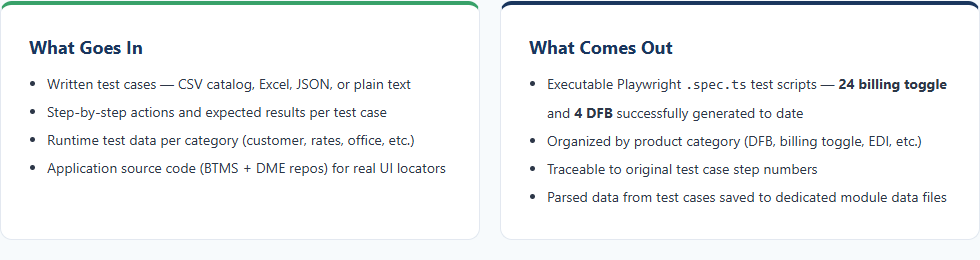 What Goes In
• Written test cases — CSV catalog, Excel, JSON, or plain text
• Step-by-step actions and expected results per test case
• Runtime test data per category (customer, rates, office, etc.)
• Application source code (BTMS + DME repos) for real UI locators
What Comes Out
• Executable Playwright .spec.ts test scripts — 24 billing toggle
and 4 DFB successfully generated to date
• Organized by product category (DFB, billing toggle, EDI, etc.)
• Traceable to original test case step numbers
• Parsed data from test cases saved to dedicated module data files